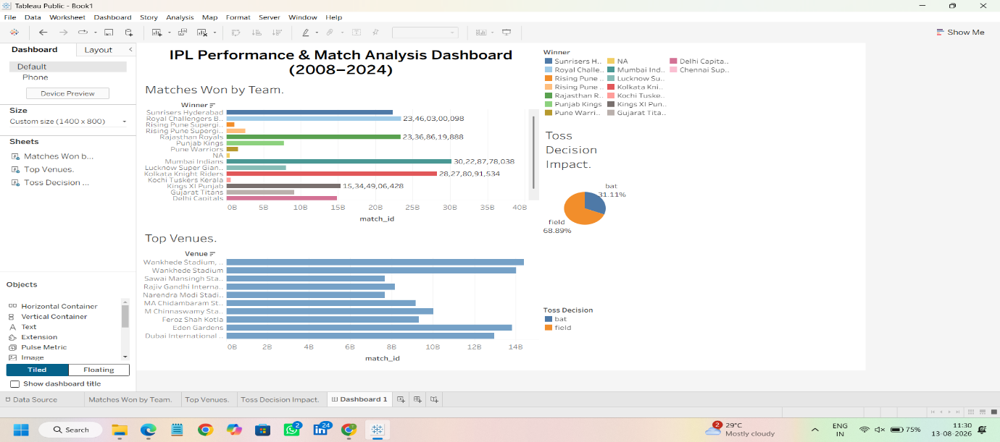 Tableau Public - Book1
File Data Worksheet Dashboard Story Analysis Map Format Server Window Help
Show Me
Dashboard Layout
Default
Phone
Device Preview
Size
Custom size (1400 x 800)
Sheets
Matches Won b...
Top Venues.
Toss Decision ...
Objects
Horizontal Container
Vertical Container
Text
Extension
Pulse Metric
Image
Tiled Floating
Show dashboard title
IPL Performance & Match Analysis Dashboard
(2008–2024)
Matches Won by Team.
Winner
Sunrisers Hyderabad
Royal Challengers B.. 23,46,03,00,098
Rising Pune Supergi..
Rising Pune Supergi..
Rajasthan Royals 23,36,86,19,888
Punjab Kings
Pune Warriors
NA
Mumbai Indians 30,22,87,78,038
Lucknow Super Gian..
Kolkata Knight Riders 28,27,80,91,534
Kochi Tuskers Kerala
Kings XI Punjab 15,34,49,06,428
Gujarat Titans
Delhi Capitals
0B 5B 10B 15B 20B 25B 30B 35B 40B
match_id
Top Venues.
Venue
Wankhede Stadium, ..
Wankhede Stadium
Sawai Mansingh Sta..
Rajiv Gandhi Interna..
Narendra Modi Stadi..
MA Chidambaram St..
M Chinnaswamy Sta..
Feroz Shah Kotla
Eden Gardens
Dubai International ..
0B 2B 4B 6B 8B 10B 12B 14B
match_id
Winner
Sunrisers H.. NA Delhi Capita..
Royal Challe.. Mumbai Ind.. Chennai Sup..
Rising Pune .. Lucknow Su..
Rising Pune .. Kolkata Kni..
Rajasthan R.. Kochi Tuske..
Punjab Kings Kings XI Pun..
Pune Warri.. Gujarat Tita..
Toss
Decision
Impact.
bat
31.11%
field
68.89%
Toss Decision
bat
field
Data Source Matches Won by Team. Top Venues. Toss Decision Impact. Dashboard 1
Search
2
24
2
29°C
Mostly cloudy
ENG
IN
75%
11:30
13-08-2026